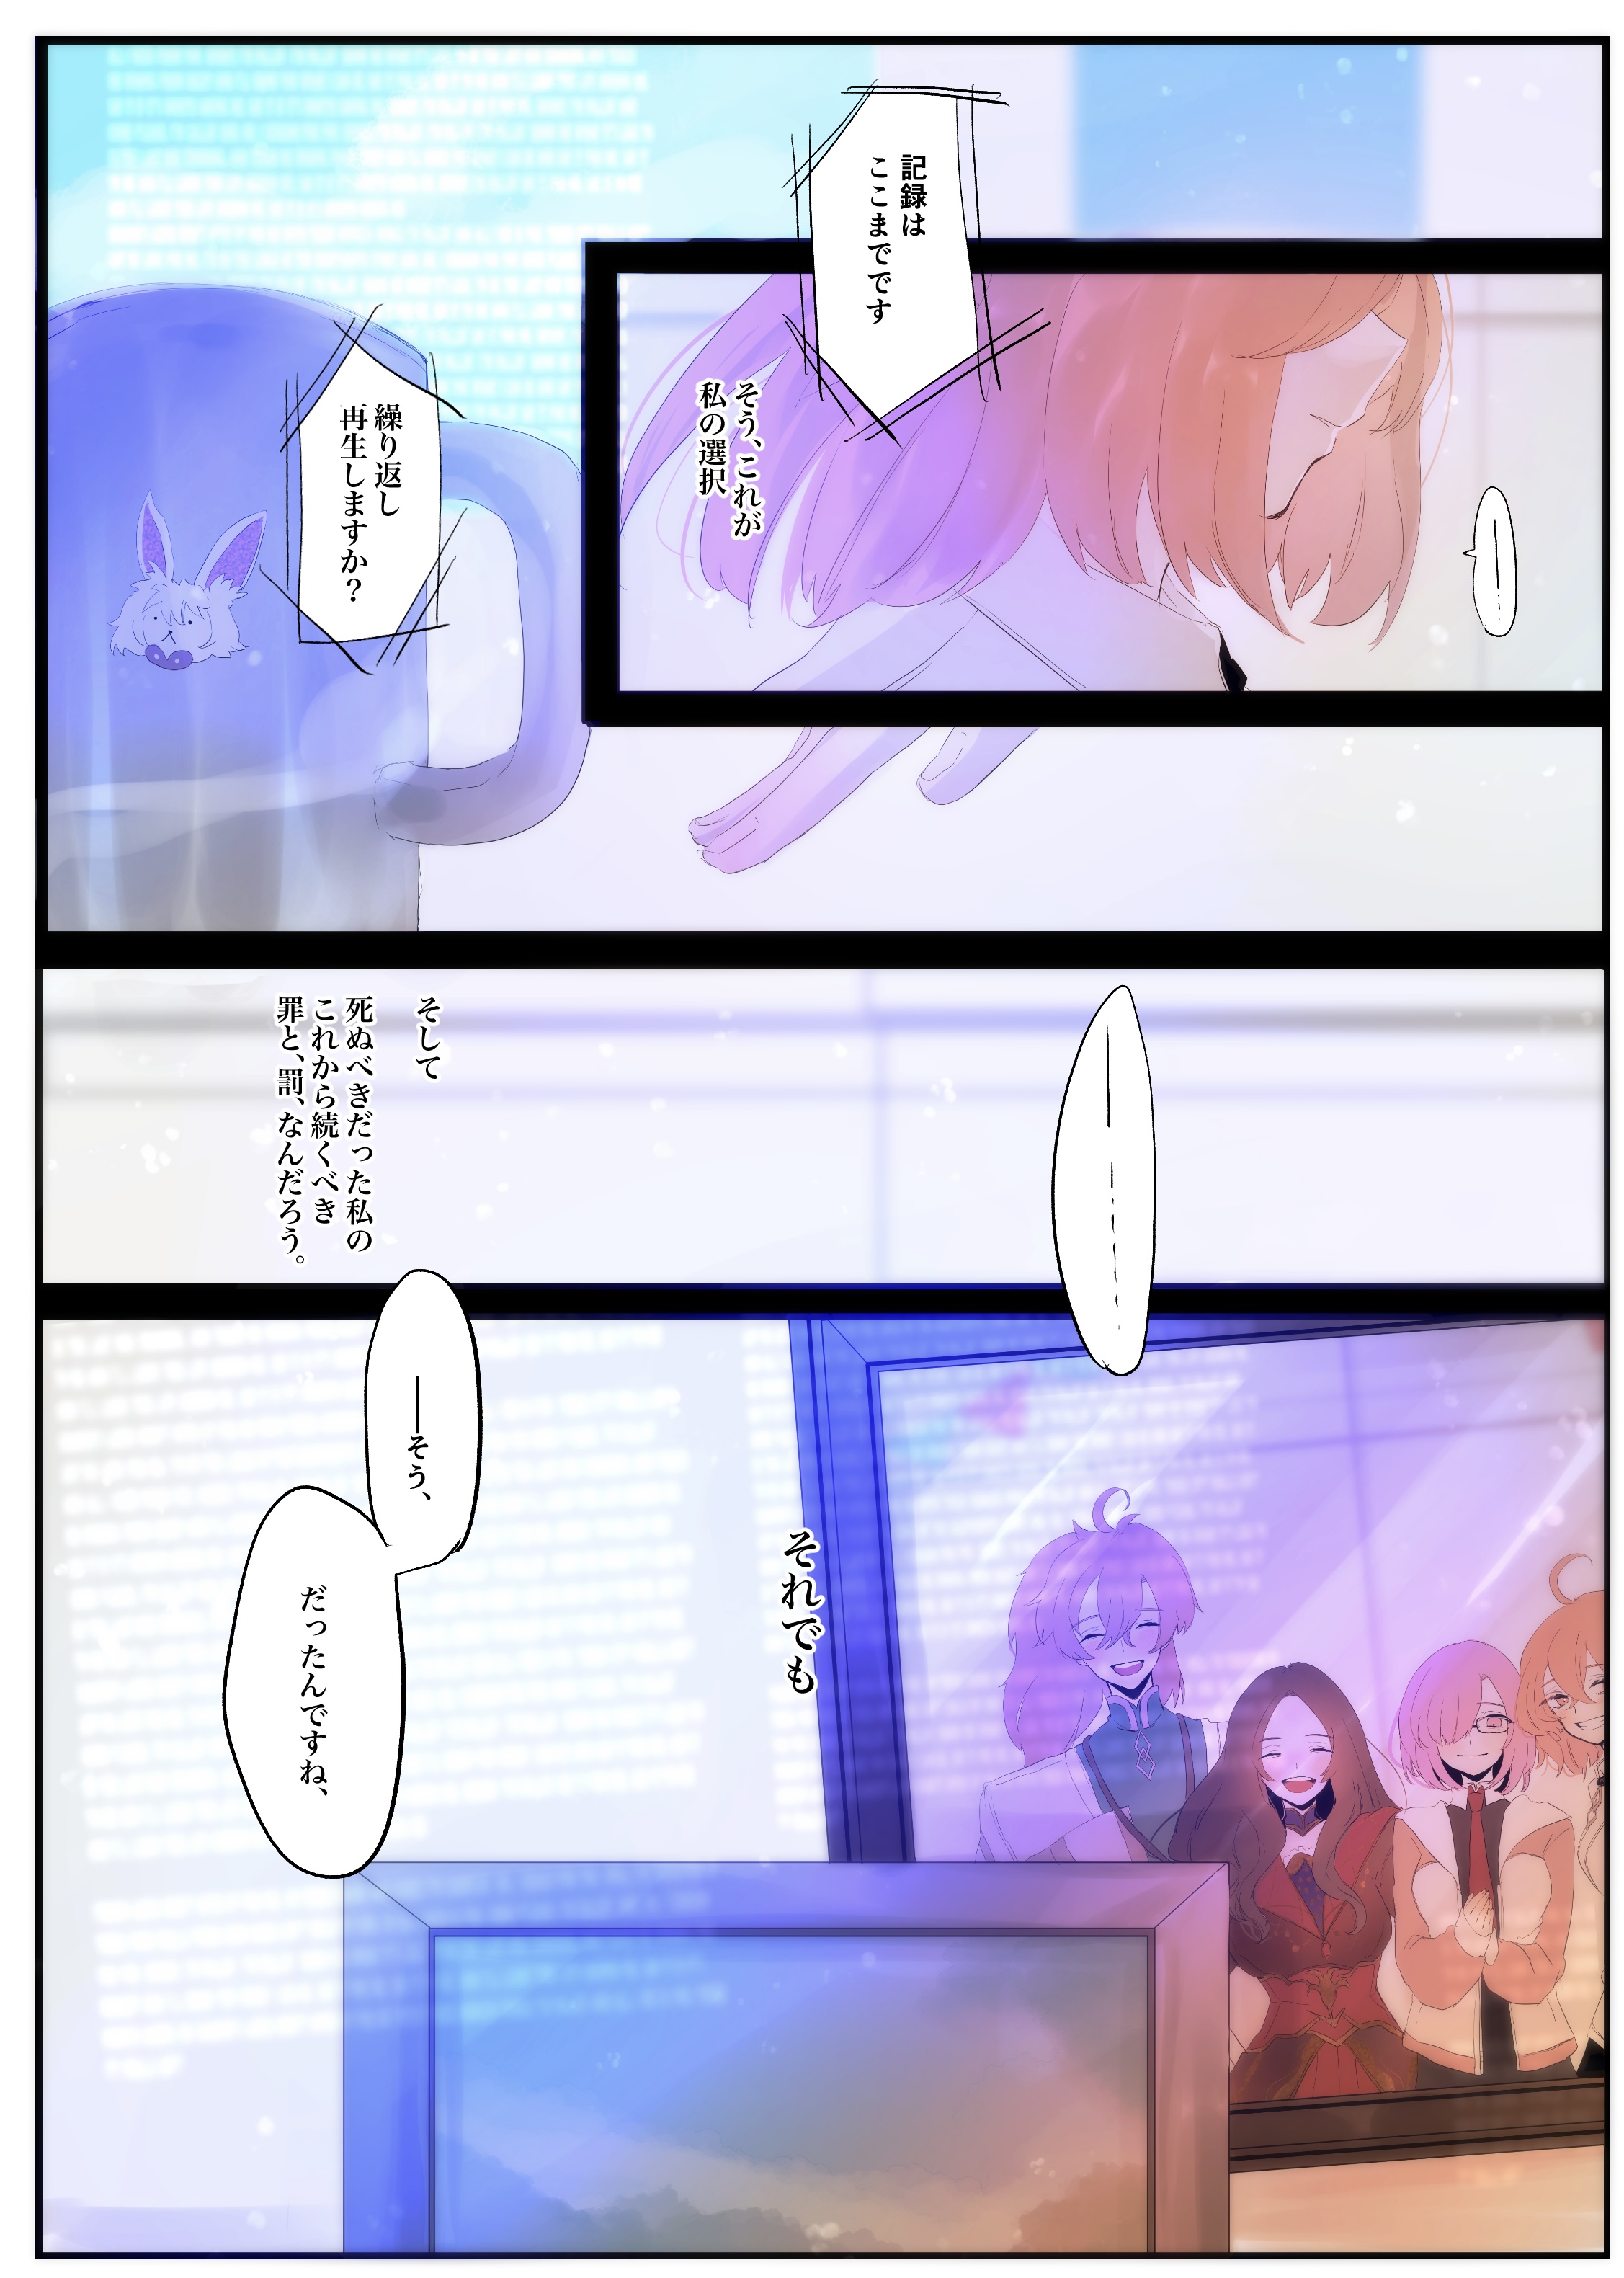 記録は
ここまでです
――
そう、これが
私の選択
繰り返し
再生しますか？
そして
死ぬべきだった私の
これから続くべき
罪と、罰、なんだろう。
――そう、
だったんですね、
それでも